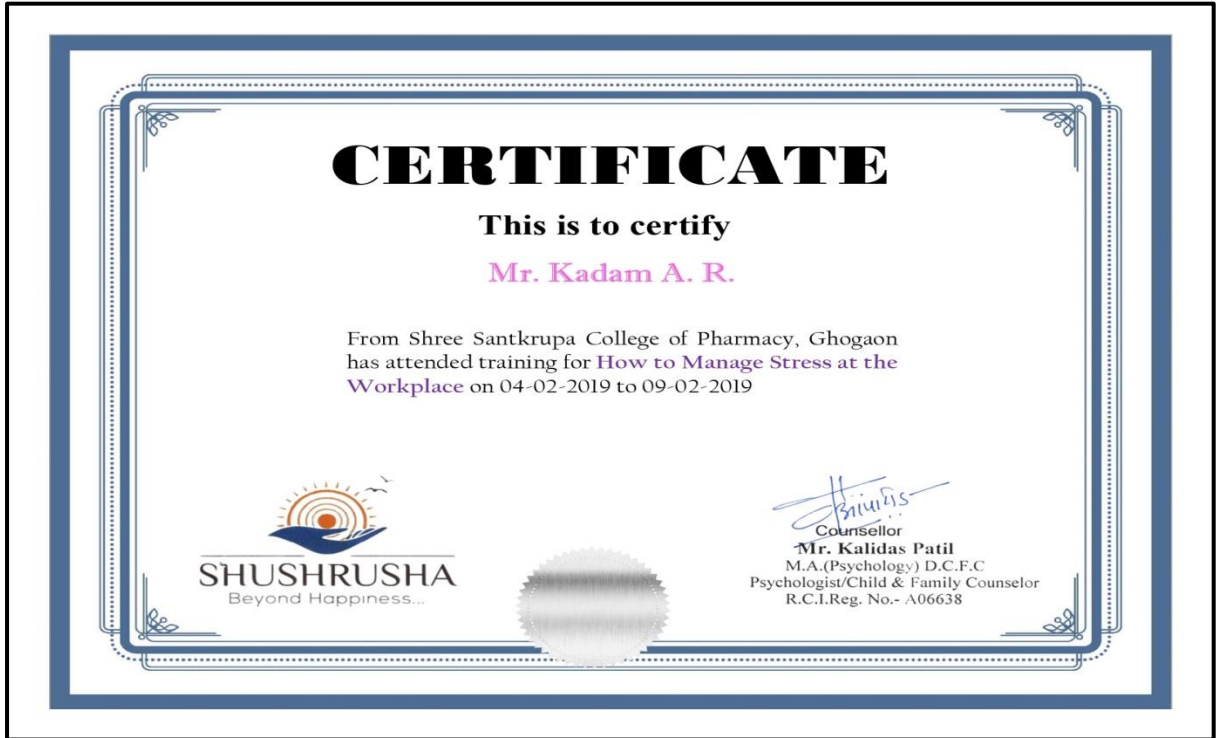 CERTIFICATE
This is to certify
Mr. Kadam A. R.
From Shree Santkrupa College of Pharmacy, Ghogaon
has attended training for How to Manage Stress at the
Workplace on 04-02-2019 to 09-02-2019
SHUSHRUSHA
Beyond Happiness...
Counsellor
Mr. Kalidas Patil
M.A.(Psychology) D.C.F.C
Psychologist/Child & Family Counselor
R.C.I.Reg. No.- A06638